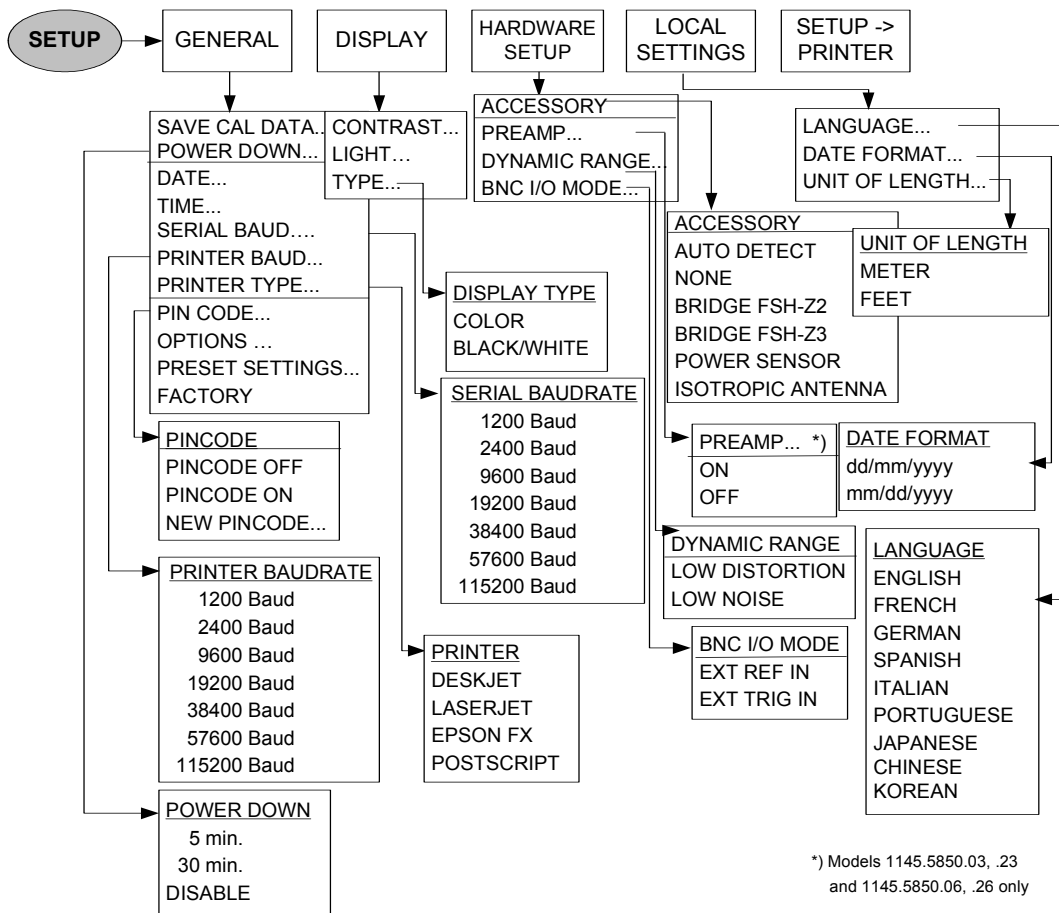 SETUP
GENERAL
DISPLAY
HARDWARE
SETUP
LOCAL
SETTINGS
SETUP ->
PRINTER
SAVE CAL DATA..
POWER DOWN...
DATE...
TIME...
SERIAL BAUD....
PRINTER BAUD...
PRINTER TYPE...
PIN CODE...
OPTIONS ...
PRESET SETTINGS...
FACTORY
CONTRAST...
LIGHT...
TYPE...
ACCESSORY
PREAMP...
DYNAMIC RANGE...
BNC I/O MODE...
LANGUAGE...
DATE FORMAT...
UNIT OF LENGTH...
ACCESSORY
AUTO DETECT
NONE
BRIDGE FSH-Z2
BRIDGE FSH-Z3
POWER SENSOR
ISOTROPIC ANTENNA
UNIT OF LENGTH
METER
FEET
DISPLAY TYPE
COLOR
BLACK/WHITE
SERIAL BAUDRATE
1200 Baud
2400 Baud
9600 Baud
19200 Baud
38400 Baud
57600 Baud
115200 Baud
PINCODE
PINCODE OFF
PINCODE ON
NEW PINCODE...
PREAMP... *)
ON
OFF
DATE FORMAT
dd/mm/yyyy
mm/dd/yyyy
DYNAMIC RANGE
LOW DISTORTION
LOW NOISE
LANGUAGE
ENGLISH
FRENCH
GERMAN
SPANISH
ITALIAN
PORTUGUESE
JAPANESE
CHINESE
KOREAN
PRINTER BAUDRATE
1200 Baud
2400 Baud
9600 Baud
19200 Baud
38400 Baud
57600 Baud
115200 Baud
PRINTER
DESKJET
LASERJET
EPSON FX
POSTSCRIPT
BNC I/O MODE
EXT REF IN
EXT TRIG IN
POWER DOWN
5 min.
30 min.
DISABLE
*) Models 1145.5850.03, .23
and 1145.5850.06, .26 only